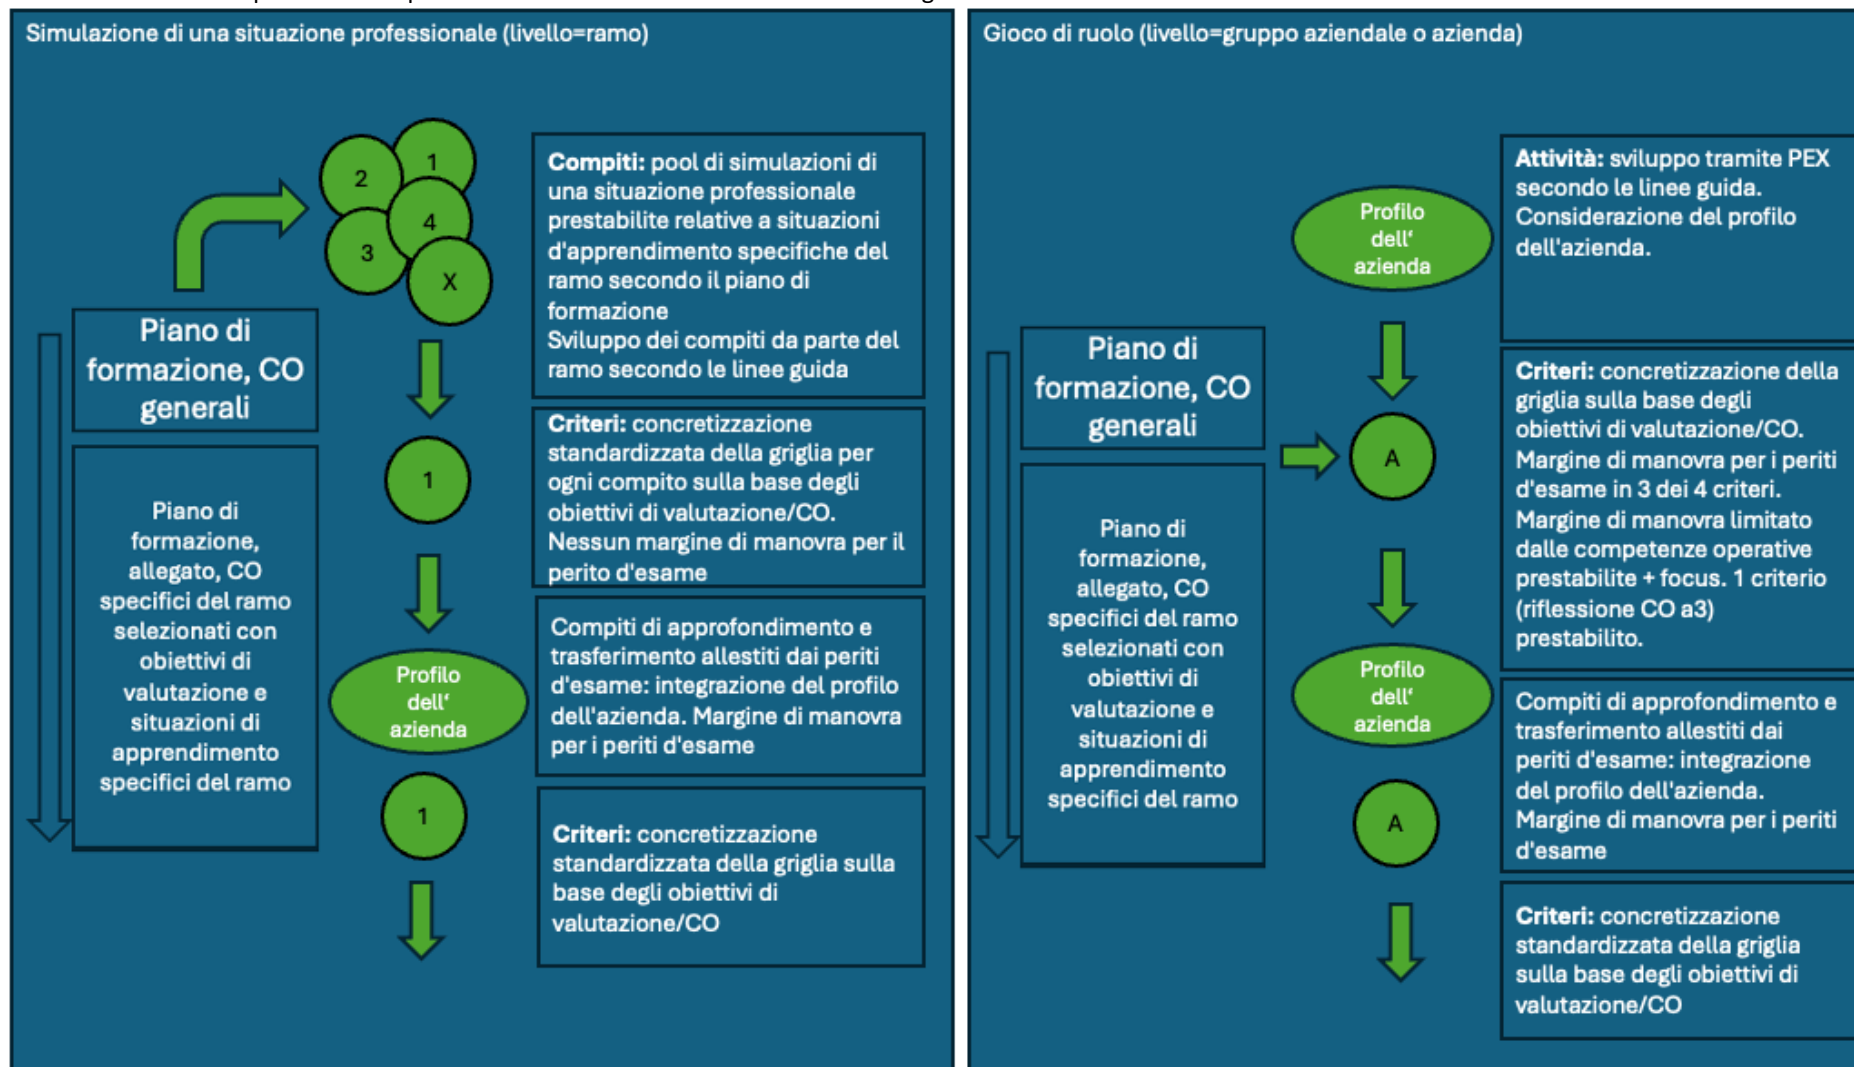 Simulazione di una situazione professionale (livello=ramo)
2
1
4
3
X
Piano di
formazione, CO
generali
Piano di
formazione,
allegato, CO
specifici del ramo
selezionati con
obiettivi di
valutazione e
situazioni di
apprendimento
specifici del ramo
Compiti: pool di simulazioni di
una situazione professionale
prestabilite relative a situazioni
d'apprendimento specifiche del
ramo secondo il piano di
formazione
Sviluppo dei compiti da parte del
ramo secondo le linee guida
1
Criteri: concretizzazione
standardizzata della griglia per
ogni compito sulla base degli
obiettivi di valutazione/CO.
Nessun margine di manovra per il
perito d'esame
Profilo
dell‘
azienda
Compiti di approfondimento e
trasferimento allestiti dai periti
d'esame: integrazione del profilo
dell'azienda. Margine di manovra
per i periti d'esame
1
Criteri: concretizzazione
standardizzata della griglia sulla
base degli obiettivi di
valutazione/CO
Gioco di ruolo (livello=gruppo aziendale o azienda)
Piano di
formazione, CO
generali
Piano di
formazione,
allegato, CO
specifici del ramo
selezionati con
obiettivi di
valutazione e
situazioni di
apprendimento
specifici del ramo
Profilo
dell‘
azienda
Attività: sviluppo tramite PEX
secondo le linee guida.
Considerazione del profilo
dell'azienda.
A
Criteri: concretizzazione della
griglia sulla base degli
obiettivi di valutazione/CO.
Margine di manovra per i periti
d'esame in 3 dei 4 criteri.
Margine di manovra limitato
dalle competenze operative
prestabilite + focus. 1 criterio
(riflessione CO a3)
prestabilito.
Profilo
dell‘
azienda
Compiti di approfondimento e
trasferimento allestiti dai
periti d'esame: integrazione
del profilo dell'azienda.
Margine di manovra per i periti
d'esame
A
Criteri: concretizzazione
standardizzata della griglia
sulla base degli obiettivi di
valutazione/CO